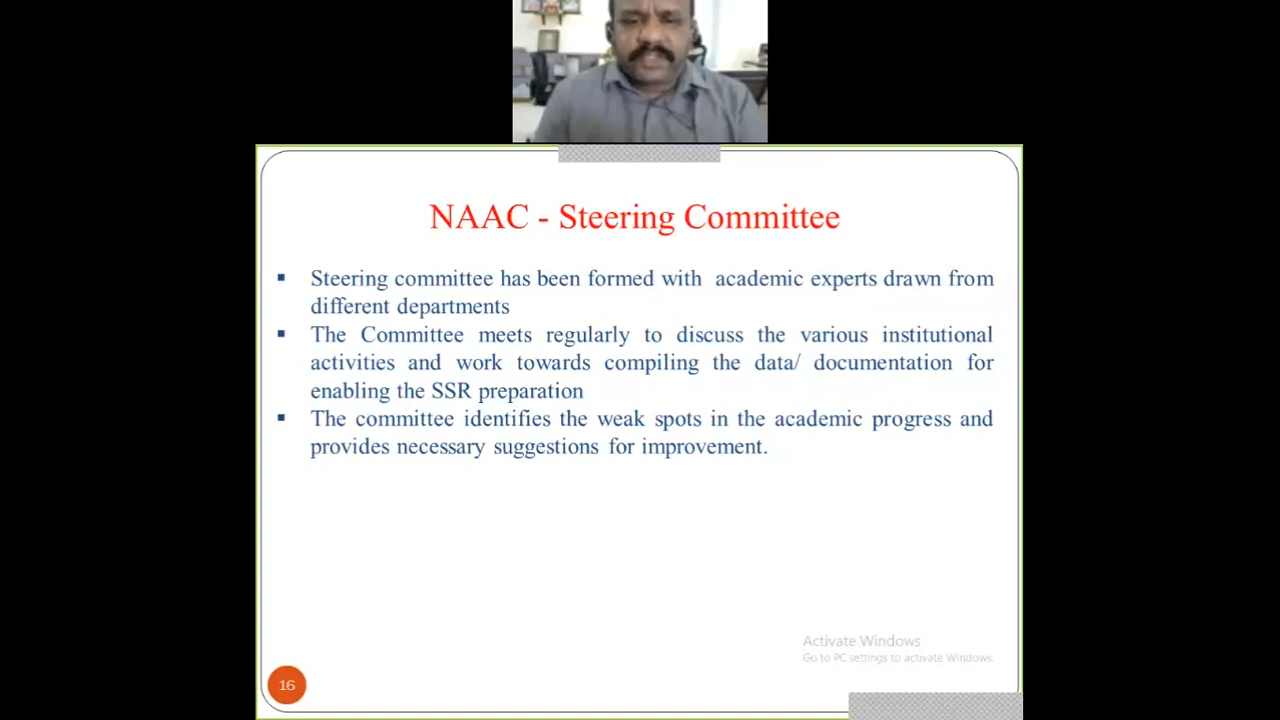 NAAC - Steering Committee
▪ Steering committee has been formed with academic experts drawn from
different departments
▪ The Committee meets regularly to discuss the various institutional
activities and work towards compiling the data/ documentation for
enabling the SSR preparation
▪ The committee identifies the weak spots in the academic progress and
provides necessary suggestions for improvement.
Activate Windows
Go to PC settings to activate Windows.
16